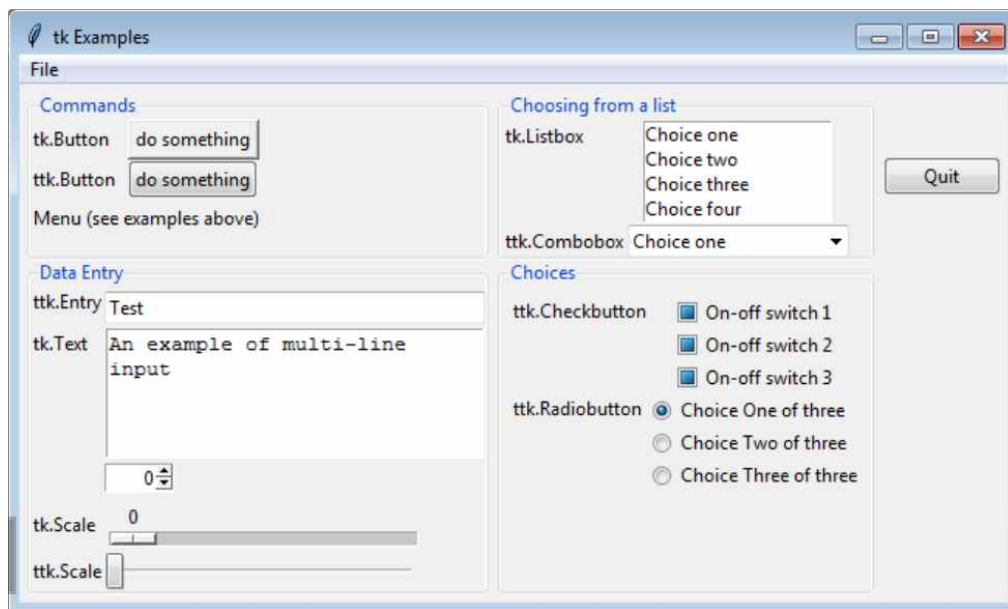 tk Examples
File
Commands
tk.Button do something
ttk.Button do something
Menu (see examples above)
Choosing from a list
tk.Listbox Choice one
Choice two
Choice three
Choice four
ttk.Combobox Choice one
Quit
Data Entry
ttk.Entry Test
tk.Text An example of multi-line
input
0
tk.Scale 0
ttk.Scale
Choices
ttk.Checkbutton On-off switch 1
On-off switch 2
On-off switch 3
ttk.Radiobutton Choice One of three
Choice Two of three
Choice Three of three